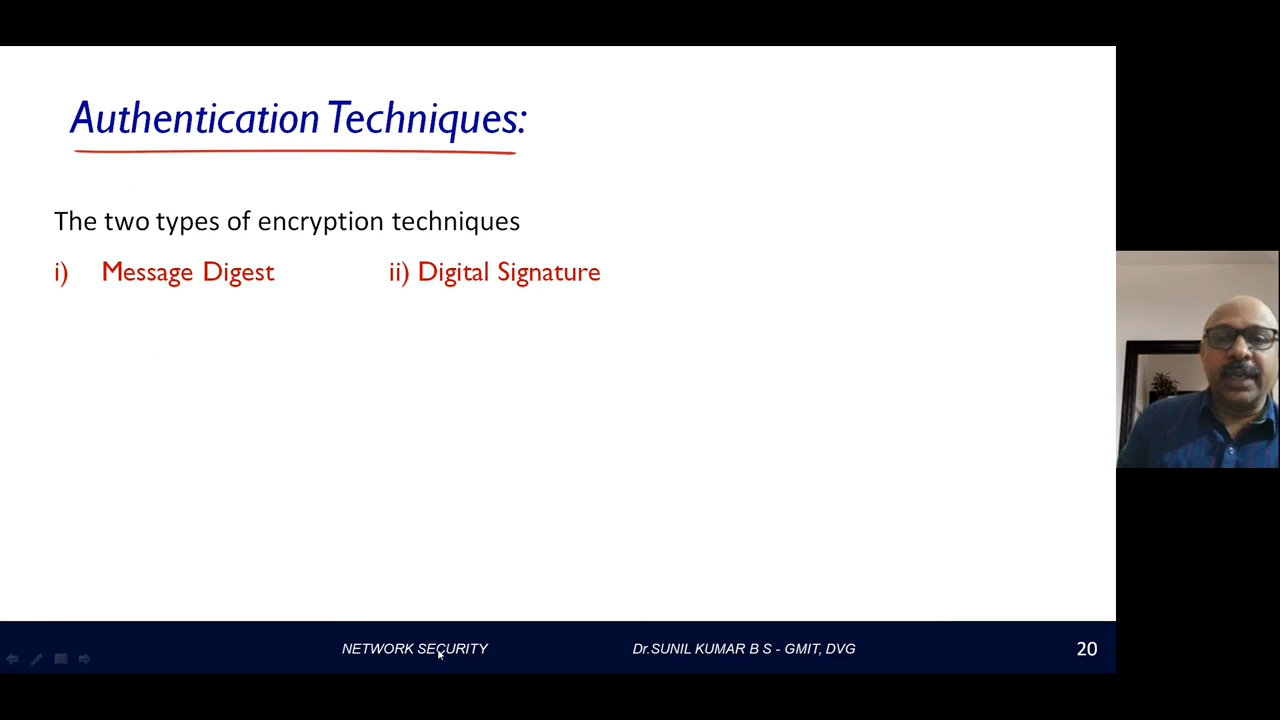 Authentication Techniques:
The two types of encryption techniques
i) Message Digest ii) Digital Signature
NETWORK SECURITY Dr.SUNIL KUMAR B S - GMIT, DVG 20